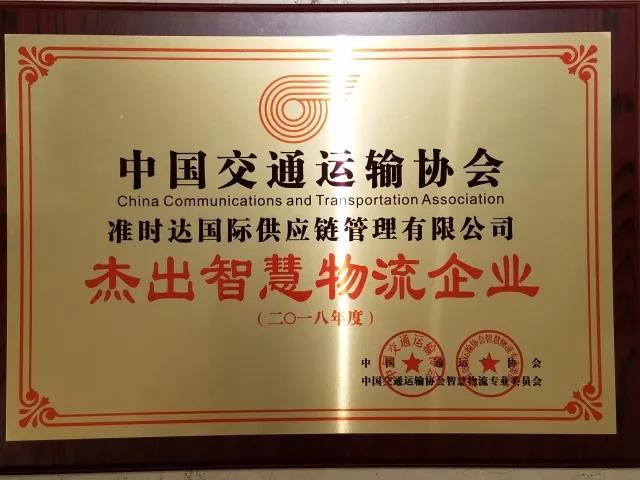 中国交通运输协会
China Communications and Transportation Association
准时达国际供应链管理有限公司
杰出智慧物流企业
(二〇一八年度)
中国交通运输协会
中国交通运输协会智慧物流专业委员会